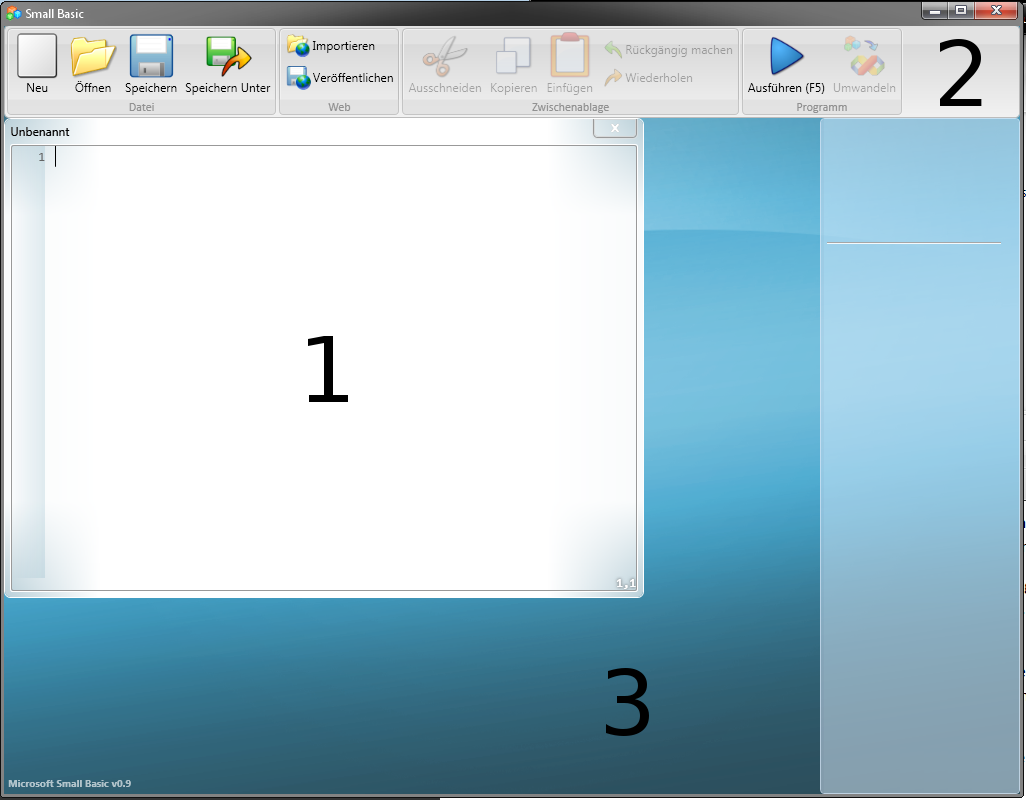 Small Basic
Neu Öffnen Speichern Speichern Unter
Datei
Importieren
Veröffentlichen
Web
Ausschneiden Kopieren Einfügen
Rückgängig machen
Wiederholen
Zwischenablage
Ausführen (F5) Umwandeln
Programm
2
Unbenannt
x
1
1
1,1
3
Microsoft Small Basic v0.9